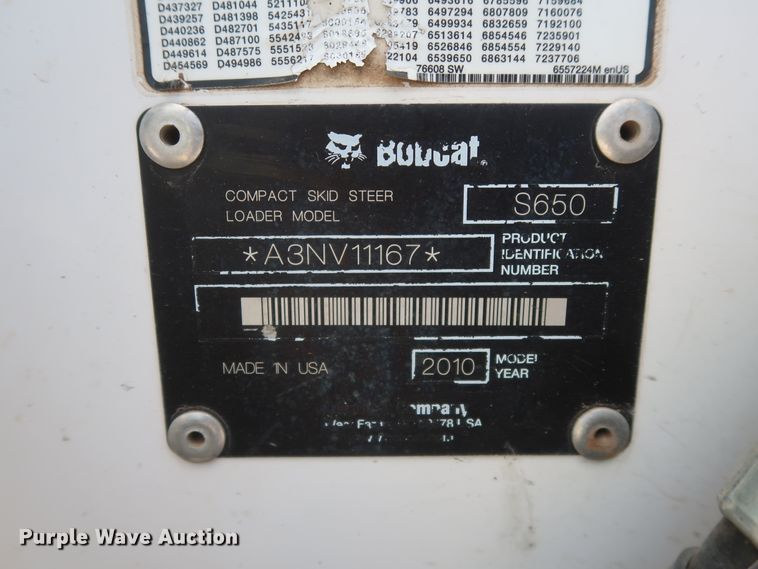 D437327 D481044
D439257 D481398
D440236 D482701
D440862 D487100
D449614 D487575
D454569 D494986
6497294 6807809 7160076
6499934 6832659 7192100
6513614 6854546 7235901
6526846 6854554 7229140
6539650 6863144 7237706
76608 SW 6557224M enUS
Bobcat.
COMPACT SKID STEER
LOADER MODEL
S650
*A3NV11167*
PRODUCT
IDENTIFICATION
NUMBER
MADE IN USA
2010
MODEL
YEAR
Purple Wave Auction